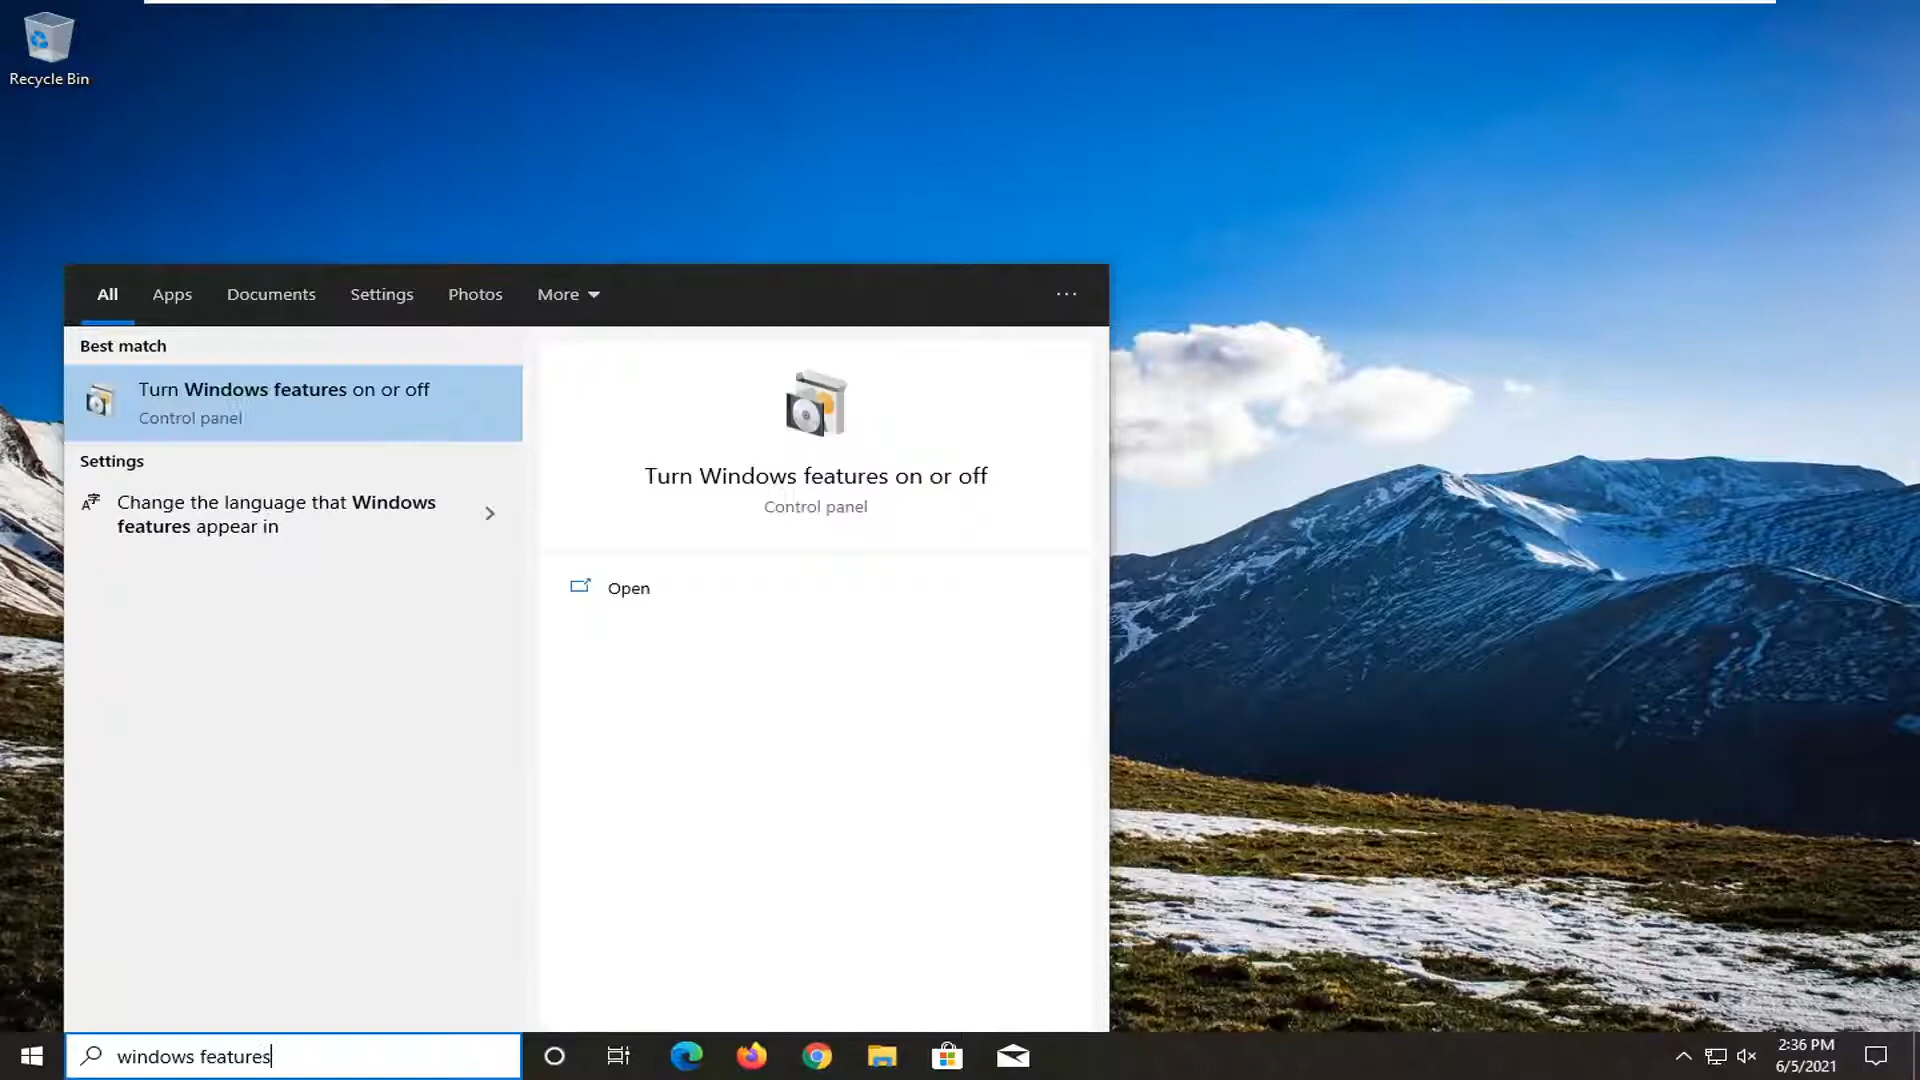 Recycle Bin
All Apps Documents Settings Photos More ...
Best match
Turn Windows features on or off
Control panel
Settings
Change the language that Windows
features appear in
Turn Windows features on or off
Control panel
Open
windows features
2:36 PM
6/5/2021